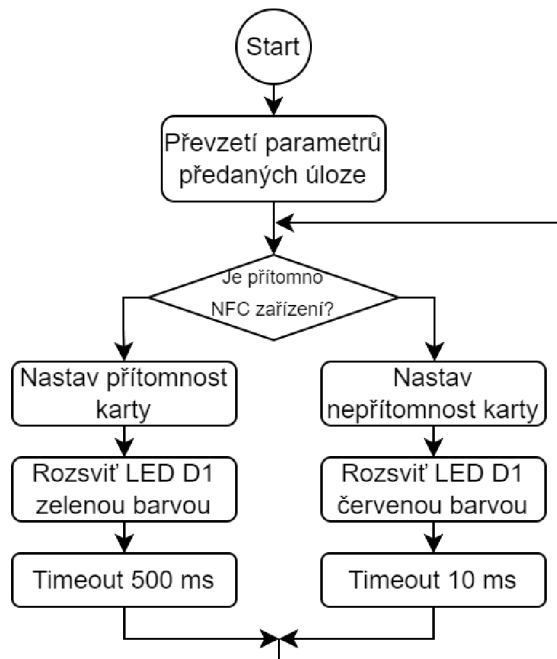 Start
Převzetí parametrů
předaných úloze
Je přítomno
NFC zařízení?
Nastav přítomnost
karty
Rozsviť LED D1
zelenou barvou
Timeout 500 ms
Nastav
nepřítomnost karty
Rozsviť LED D1
červenou barvou
Timeout 10 ms